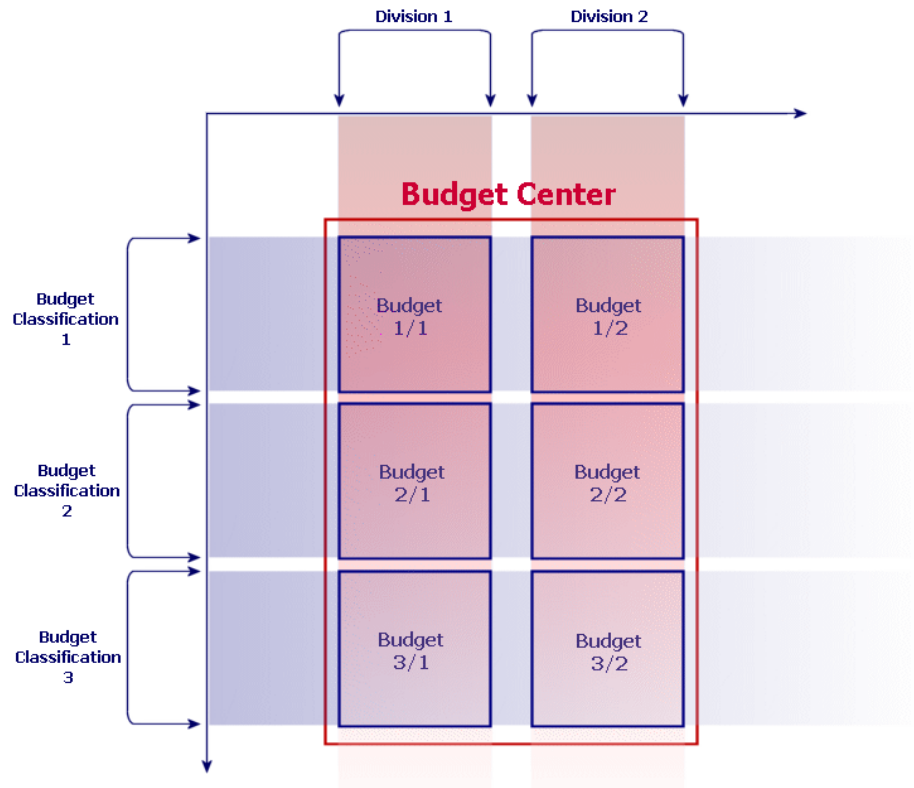 Division 1
Division 2
Budget Center
Budget
Classification
1
Budget
1/1
Budget
1/2
Budget
Classification
2
Budget
2/1
Budget
2/2
Budget
Classification
3
Budget
3/1
Budget
3/2